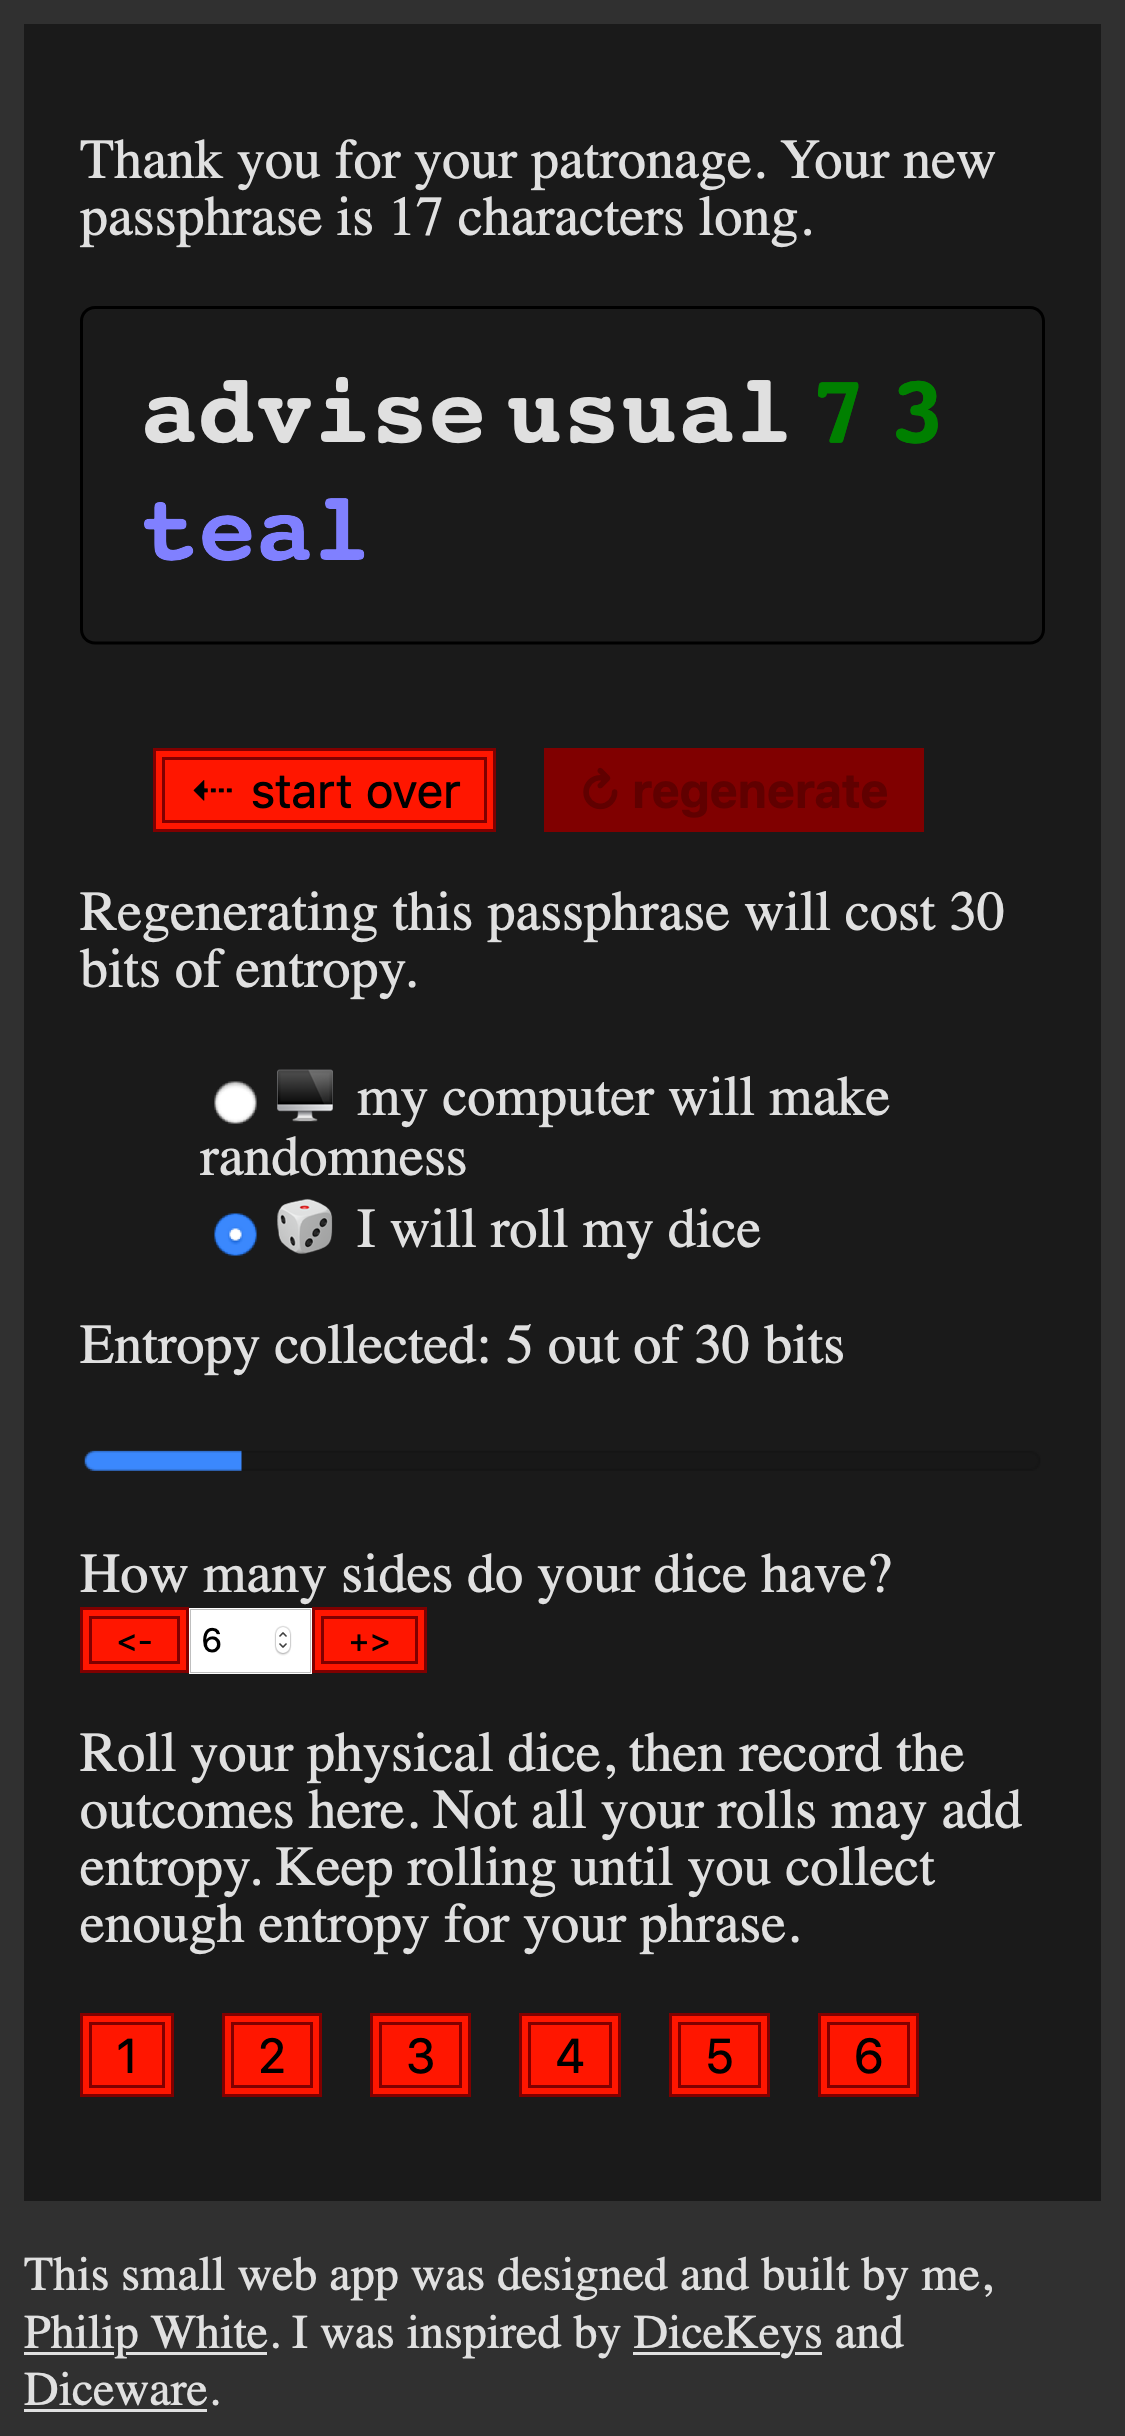 Thank you for your patronage. Your new
passphrase is 17 characters long.
advise usual 7 3
teal
⇠ start over ↻ regenerate
Regenerating this passphrase will cost 30
bits of entropy.
my computer will make
randomness
I will roll my dice
Entropy collected: 5 out of 30 bits
How many sides do your dice have?
<- 6 +>
Roll your physical dice, then record the
outcomes here. Not all your rolls may add
entropy. Keep rolling until you collect
enough entropy for your phrase.
1 2 3 4 5 6
This small web app was designed and built by me,
Philip White. I was inspired by DiceKeys and
Diceware.